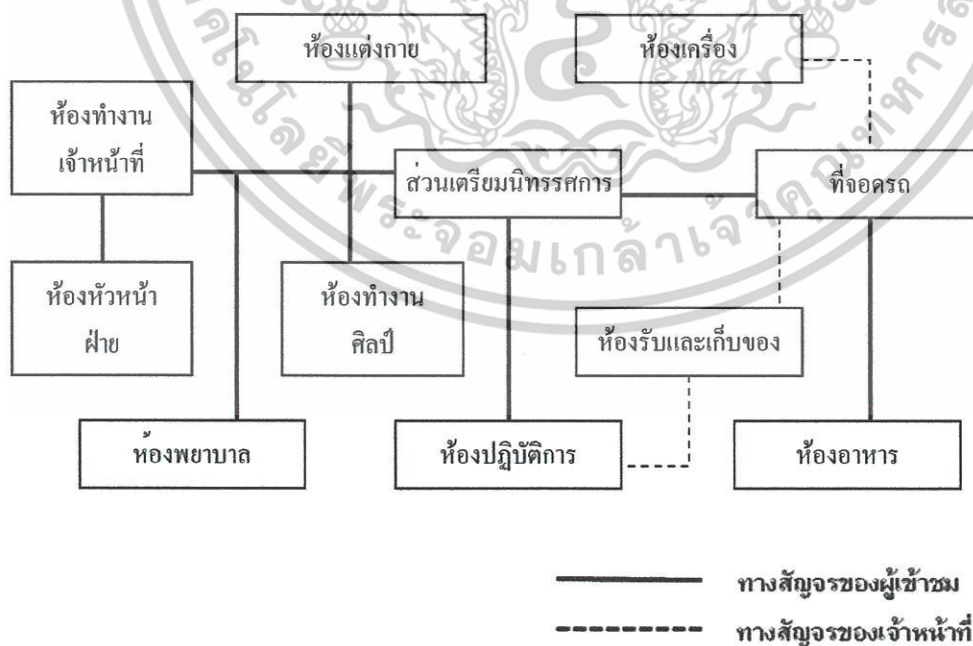 ห้องแต่งกาย
ห้องเครื่อง
ห้องทำงาน
เจ้าหน้าที่
ส่วนเตรียมนิทรรศการ
ที่จอดรถ
ห้องหัวหน้า
ฝ่าย
ห้องทำงาน
ศิลป์
ห้องรับและเก็บของ
ห้องพยาบาล
ห้องปฏิบัติการ
ห้องอาหาร
ทางสัญจรของผู้เข้าชม
ทางสัญจรของเจ้าหน้าที่